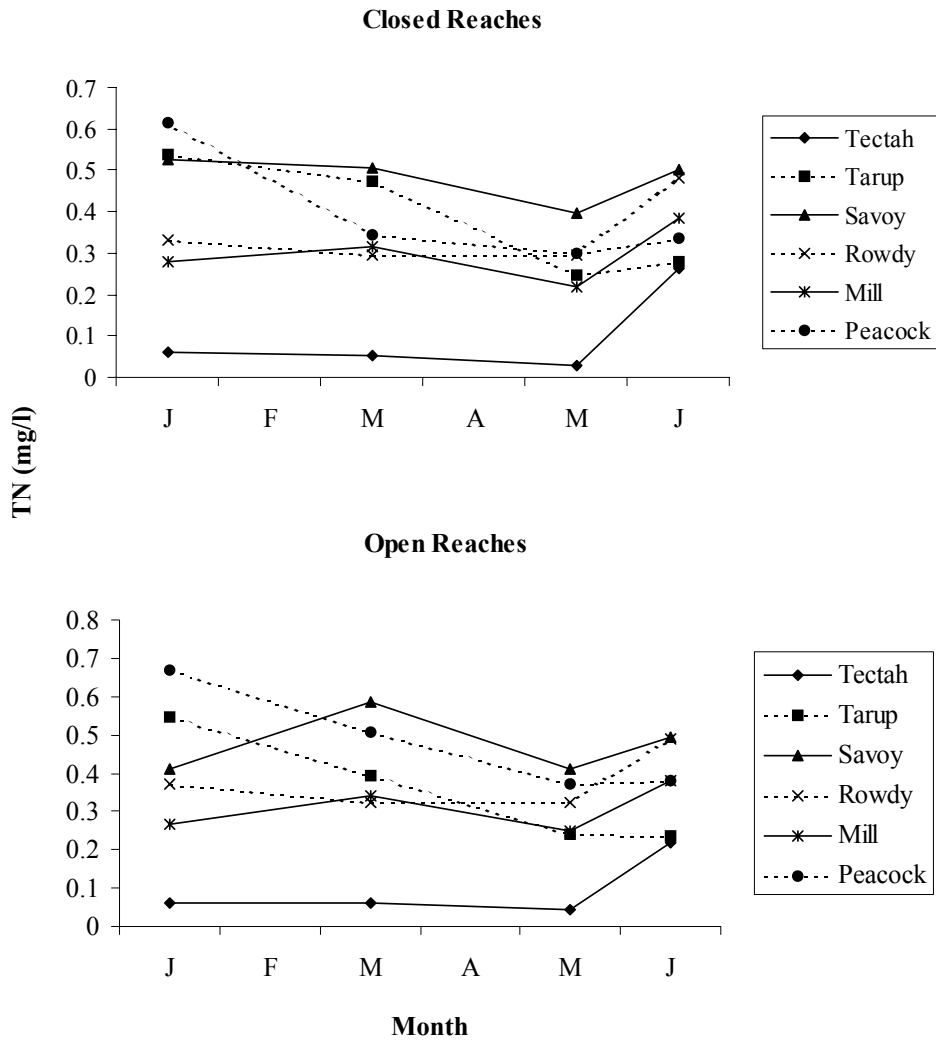 Closed Reaches
0.7
0.6
0.5
0.4
0.3
0.2
0.1
0
J F M A M J
Tectah
Tarup
Savoy
Rowdy
Mill
Peacock
TN (mg/l)
Open Reaches
0.8
0.7
0.6
0.5
0.4
0.3
0.2
0.1
0
J F M A M J
Tectah
Tarup
Savoy
Rowdy
Mill
Peacock
Month